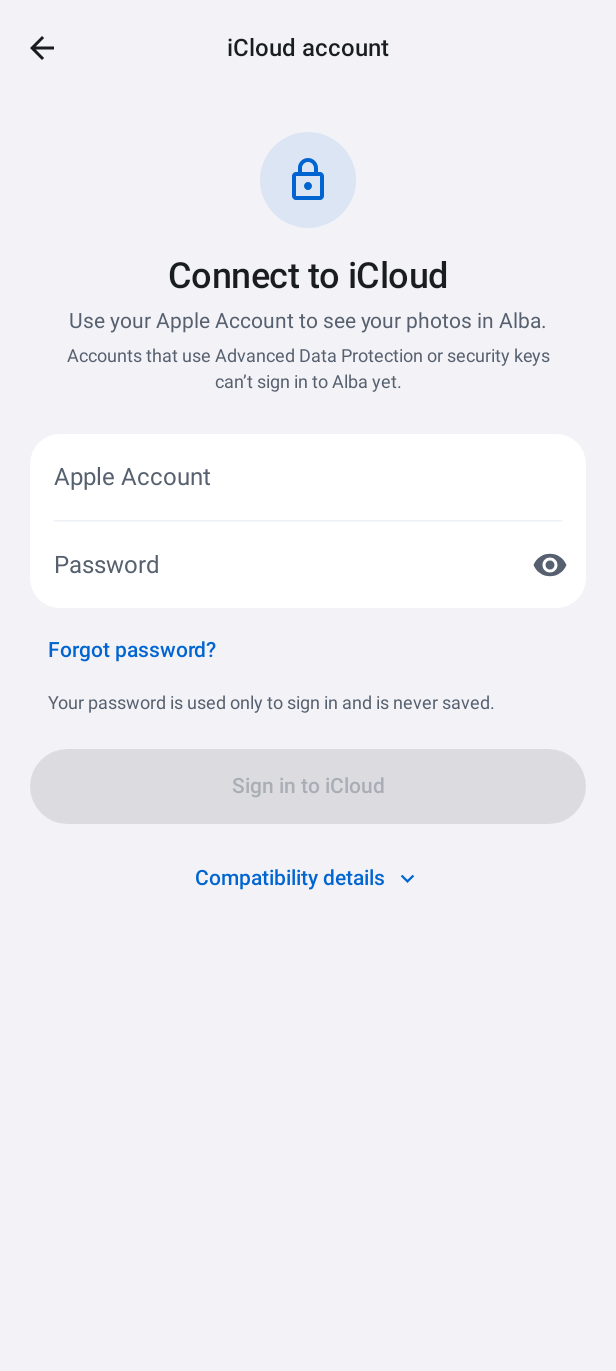 iCloud account
Connect to iCloud
Use your Apple Account to see your photos in Alba.
Accounts that use Advanced Data Protection or security keys
can’t sign in to Alba yet.
Apple Account
Password
Forgot password?
Your password is used only to sign in and is never saved.
Sign in to iCloud
Compatibility details